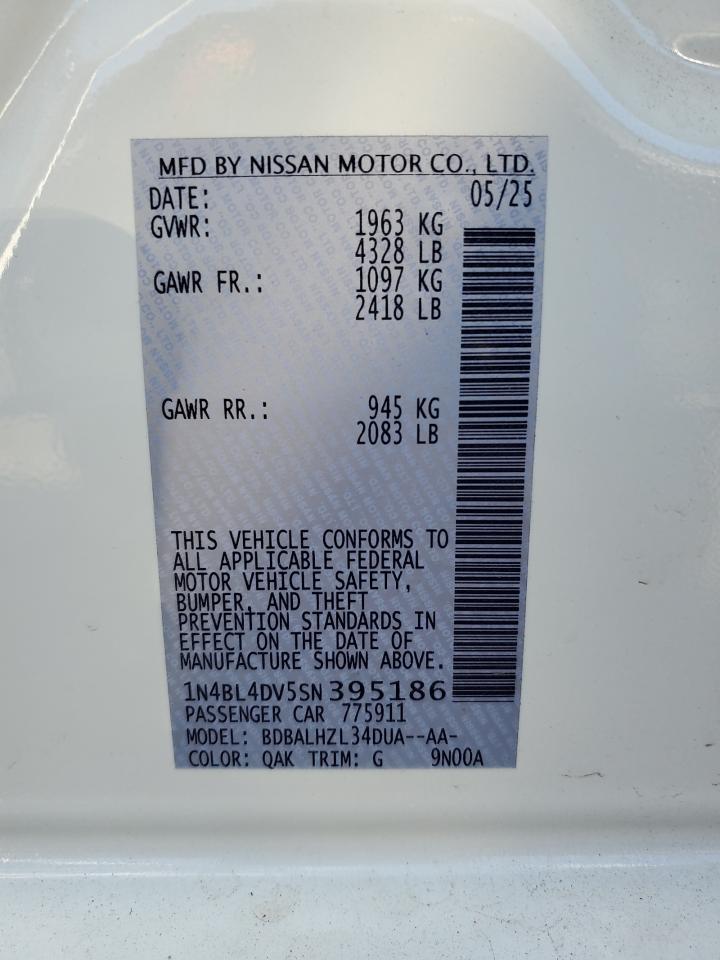 MFD BY NISSAN MOTOR CO., LTD.
DATE: 05/25
GVWR: 1963 KG
4328 LB
GAWR FR.: 1097 KG
2418 LB
GAWR RR.: 945 KG
2083 LB
THIS VEHICLE CONFORMS TO
ALL APPLICABLE FEDERAL
MOTOR VEHICLE SAFETY,
BUMPER, AND THEFT
PREVENTION STANDARDS IN
EFFECT ON THE DATE OF
MANUFACTURE SHOWN ABOVE.
1N4BL4DV5SN395186
PASSENGER CAR 775911
MODEL: BDBALHZL34DUA--AA-
COLOR: QAK TRIM: G 9N00A